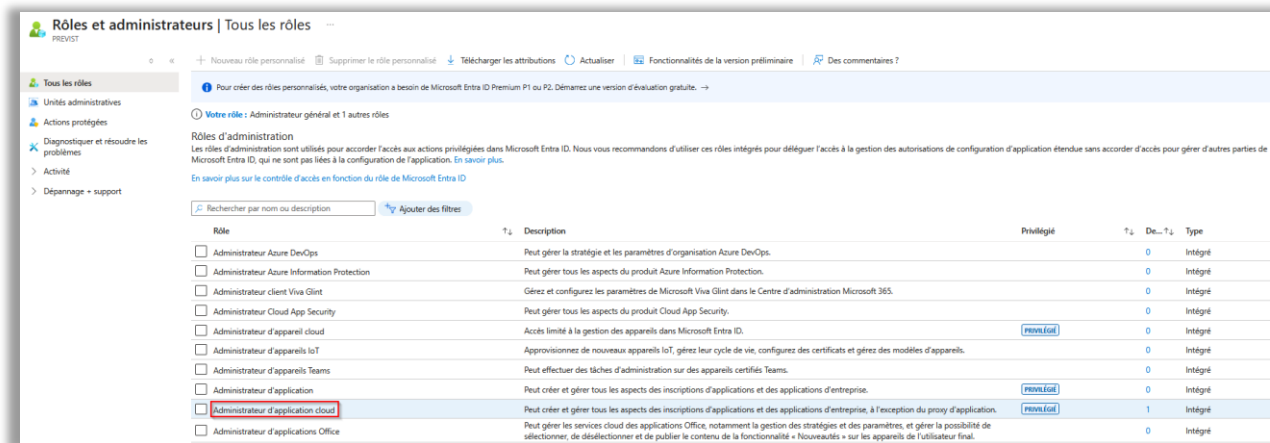 Rôles et administrateurs | Tous les rôles ...
PREVIST
Nouveau rôle personnalisé Supprimer le rôle personnalisé Télécharger les attributions Actualiser Fonctionnalités de la version préliminaire Des commentaires ?
Tous les rôles
Unités administratives
Actions protégées
Diagnostiquer et résoudre les
problèmes
Activité
Dépannage + support
Pour créer des rôles personnalisés, votre organisation a besoin de Microsoft Entra ID Premium P1 ou P2. Démarrez une version d'évaluation gratuite. →
Votre rôle : Administrateur général et 1 autres rôles
Rôles d'administration
Les rôles d'administration sont utilisés pour accorder l'accès aux actions privilégiées dans Microsoft Entra ID. Nous vous recommandons d'utiliser ces rôles intégrés pour déléguer l'accès à la gestion des autorisations de configuration d'application étendue sans accorder d'accès pour gérer d'autres parties de
Microsoft Entra ID, qui ne sont pas liées à la configuration de l'application. En savoir plus.
En savoir plus sur le contrôle d'accès en fonction du rôle de Microsoft Entra ID
Rechercher par nom ou description Ajouter des filtres
Rôle ↑↓ Description Privilégié ↑↓ De... ↑↓ Type
Administrateur Azure DevOps Peut gérer la stratégie et les paramètres d'organisation Azure DevOps. 0 Intégré
Administrateur Azure Information Protection Peut gérer tous les aspects du produit Azure Information Protection. 0 Intégré
Administrateur client Viva Glint Gérez et configurez les paramètres de Microsoft Viva Glint dans le Centre d'administration Microsoft 365. 0 Intégré
Administrateur Cloud App Security Peut gérer tous les aspects du produit Cloud App Security. 0 Intégré
Administrateur d'appareil cloud Accès limité à la gestion des appareils dans Microsoft Entra ID. PRIVILÉGIÉ 0 Intégré
Administrateur d'appareils IoT Approvisionnez de nouveaux appareils IoT, gérez leur cycle de vie, configurez des certificats et gérez des modèles d'appareils. 0 Intégré
Administrateur d'appareils Teams Peut effectuer des tâches d'administration sur des appareils certifiés Teams. 0 Intégré
Administrateur d'application Peut créer et gérer tous les aspects des inscriptions d'applications et des applications d'entreprise. PRIVILÉGIÉ 0 Intégré
Administrateur d'application cloud Peut créer et gérer tous les aspects des inscriptions d'applications et des applications d'entreprise, à l'exception du proxy d'application. PRIVILÉGIÉ 1 Intégré
Administrateur d'applications Office Peut gérer les services cloud des applications Office, notamment la gestion des stratégies et des paramètres, et gérer la possibilité de 0 Intégré
sélectionner, de désélectionner et de publier le contenu de la fonctionnalité « Nouveautés » sur les appareils de l'utilisateur final.